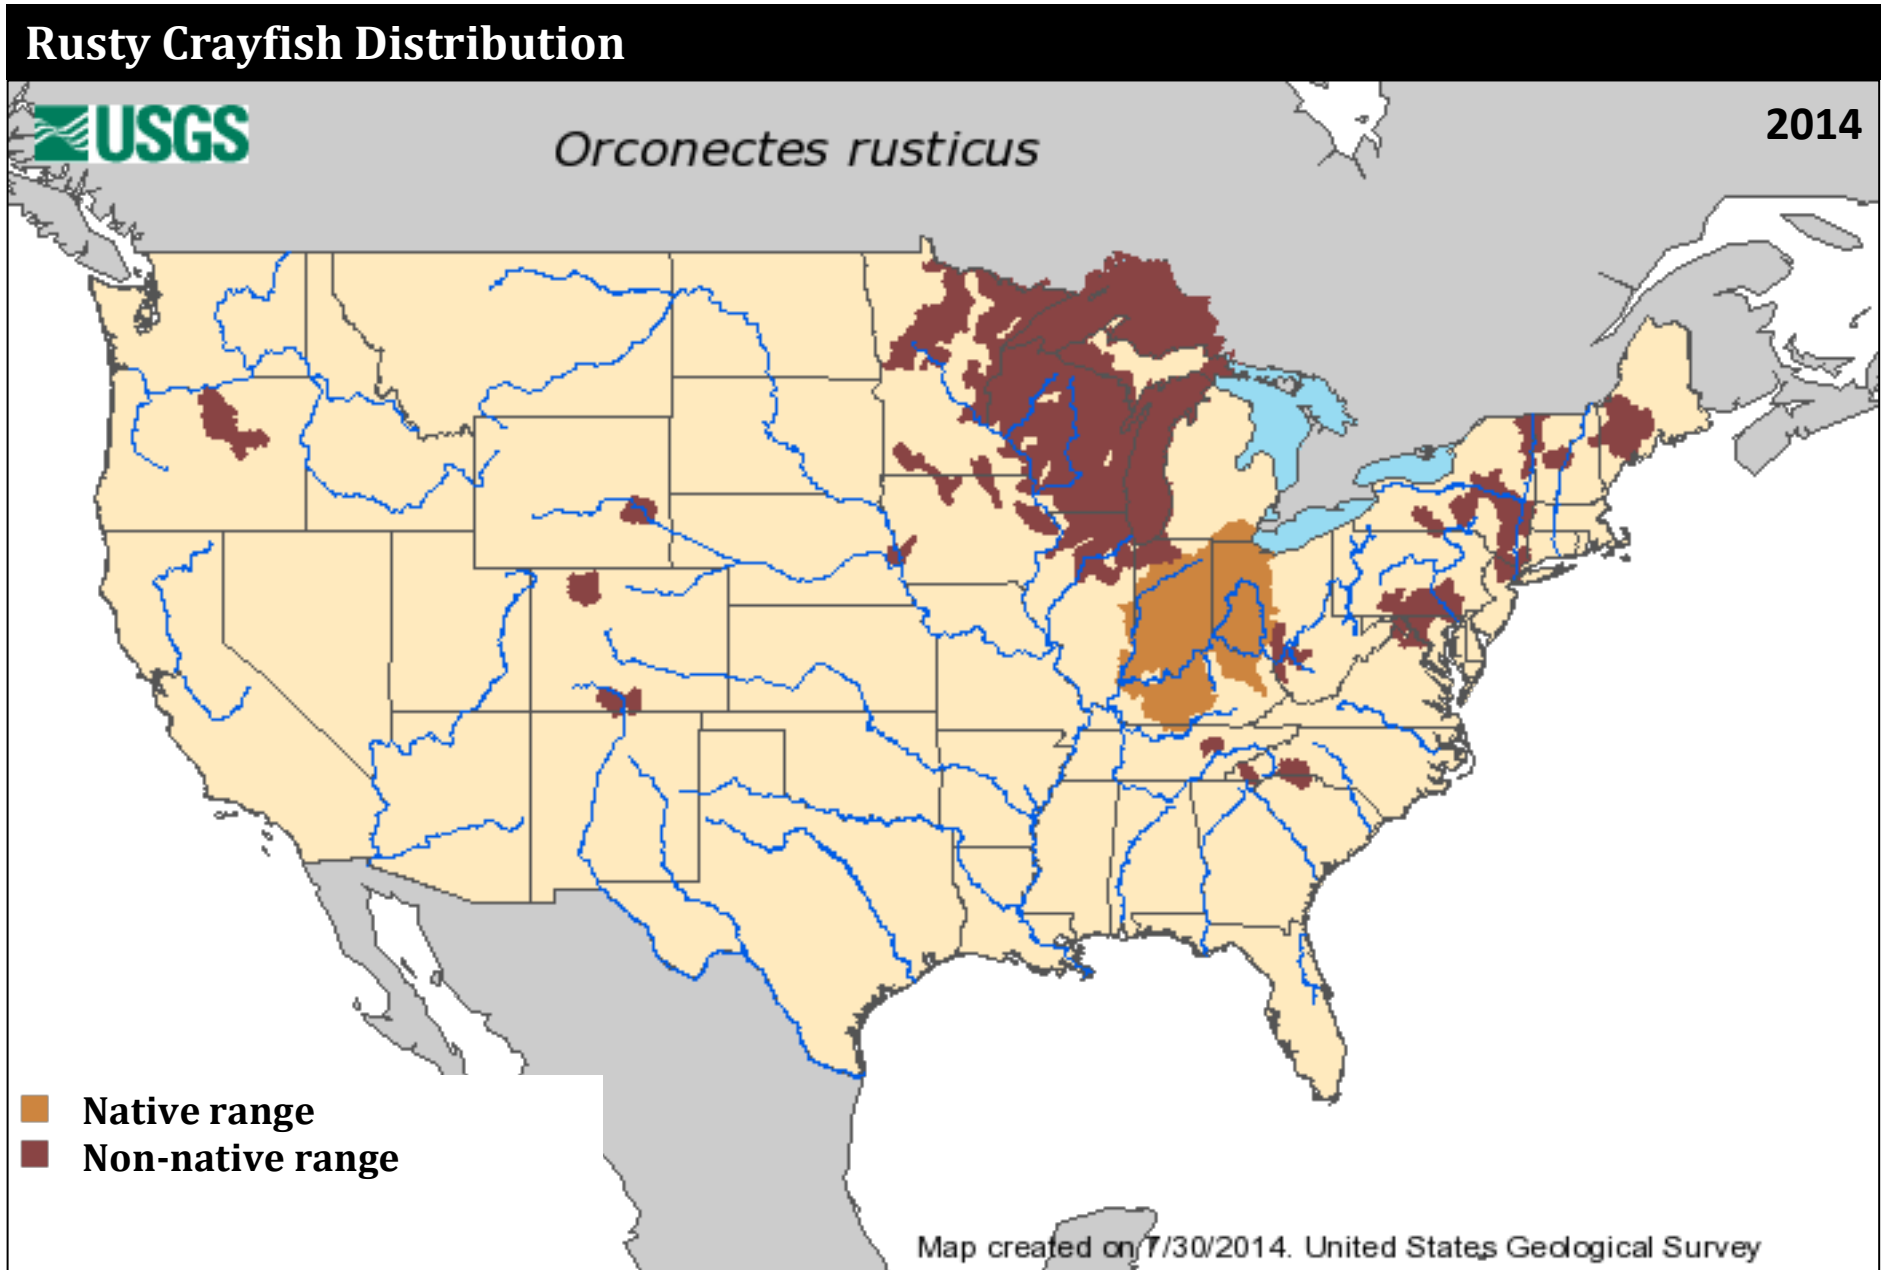 Rusty Crayfish Distribution
USGS
Orconectes rusticus
2014
Native range
Non-native range
Map created on 7/30/2014. United States Geological Survey